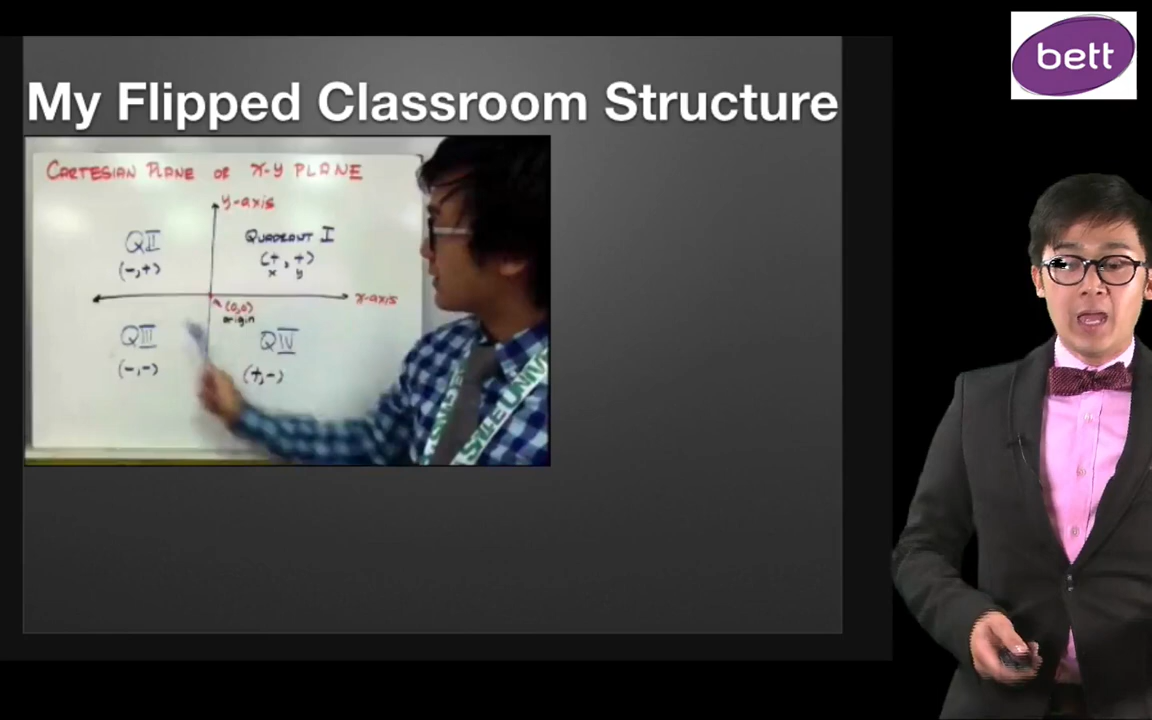 bett
My Flipped Classroom Structure
CARTESIAN PLANE OR X-Y PLANE
y-axis
QII
QUADRANT I
(-,+)
(+,+)
x y
x-axis
(0,0)
origin
QIII
QIV
(-,-)
(+,-)